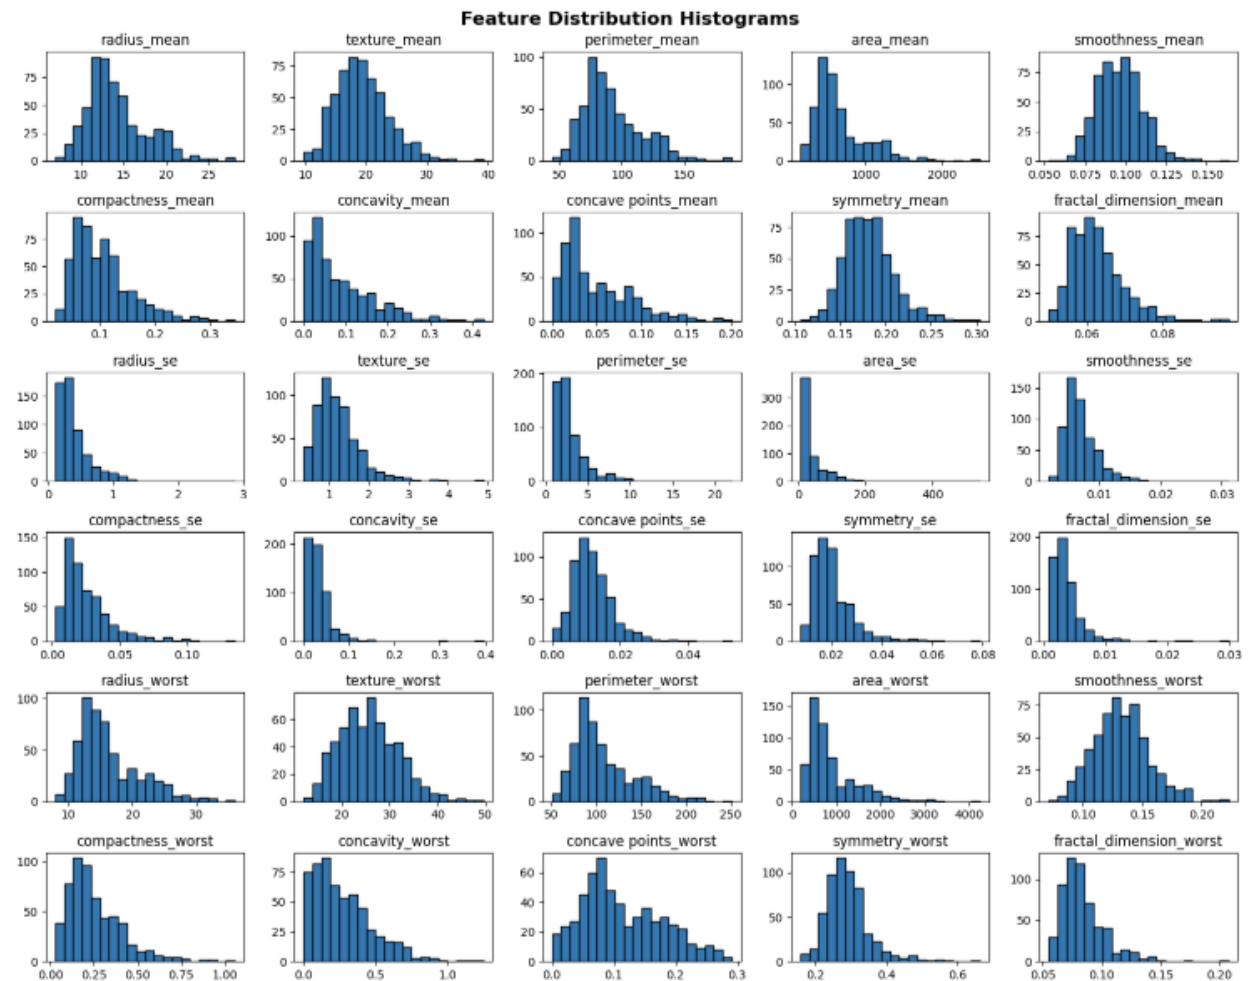 Feature Distribution Histograms
radius_mean texture_mean perimeter_mean area_mean smoothness_mean
75 50 25 0
10 15 20 25
75 50 25 0
10 20 30 40
100 50 0
50 100 150
100 50 0
1000 2000
75 50 25 0
0.050 0.075 0.100 0.125 0.150
compactness_mean concavity_mean concave points_mean symmetry_mean fractal_dimension_mean
75 50 25 0
0.1 0.2 0.3
100 50 0
0.0 0.1 0.2 0.3 0.4
100 50 0
0.00 0.05 0.10 0.15 0.20
75 50 25 0
0.10 0.15 0.20 0.25 0.30
75 50 25 0
0.06 0.08
radius_se texture_se perimeter_se area_se smoothness_se
150 100 50 0
0 1 2 3
100 50 0
1 2 3 4 5
200 100 0
0 5 10 15 20
300 200 100 0
0 200 400
150 100 50 0
0.01 0.02 0.03
compactness_se concavity_se concave points_se symmetry_se fractal_dimension_se
150 100 50 0
0.00 0.05 0.10
200 100 0
0.0 0.1 0.2 0.3 0.4
100 50 0
0.00 0.02 0.04
100 50 0
0.02 0.04 0.06 0.08
200 100 0
0.00 0.01 0.02 0.03
radius_worst texture_worst perimeter_worst area_worst smoothness_worst
100 50 0
10 20 30
60 40 20 0
20 30 40 50
100 50 0
50 100 150 200 250
150 100 50 0
0 1000 2000 3000 4000
75 50 25 0
0.10 0.15 0.20
compactness_worst concavity_worst concave points_worst symmetry_worst fractal_dimension_worst
100 50 0
0.00 0.25 0.50 0.75 1.00
75 50 25 0
0.0 0.5 1.0
60 40 20 0
0.0 0.1 0.2 0.3
100 50 0
0.2 0.4 0.6
100 50 0
0.05 0.10 0.15 0.20